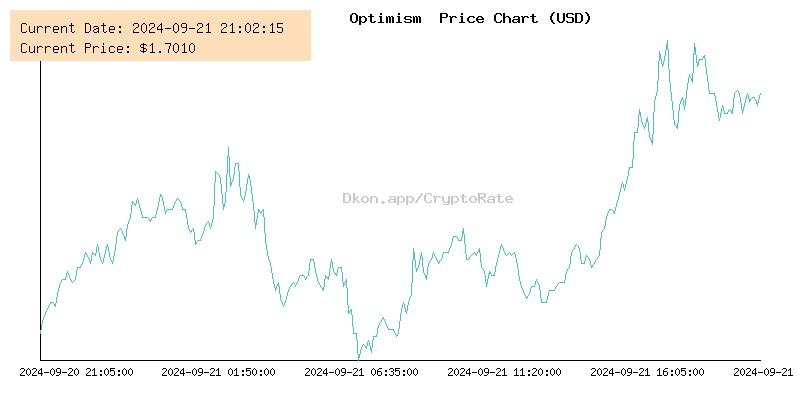 Optimism Price Chart (USD)
Current Date: 2024-09-21 21:02:15
Current Price: $1.7010
Dkon.app/CryptoRate
2024-09-20 21:05:00 2024-09-21 01:50:00 2024-09-21 06:35:00 2024-09-21 11:20:00 2024-09-21 16:05:00 2024-09-21